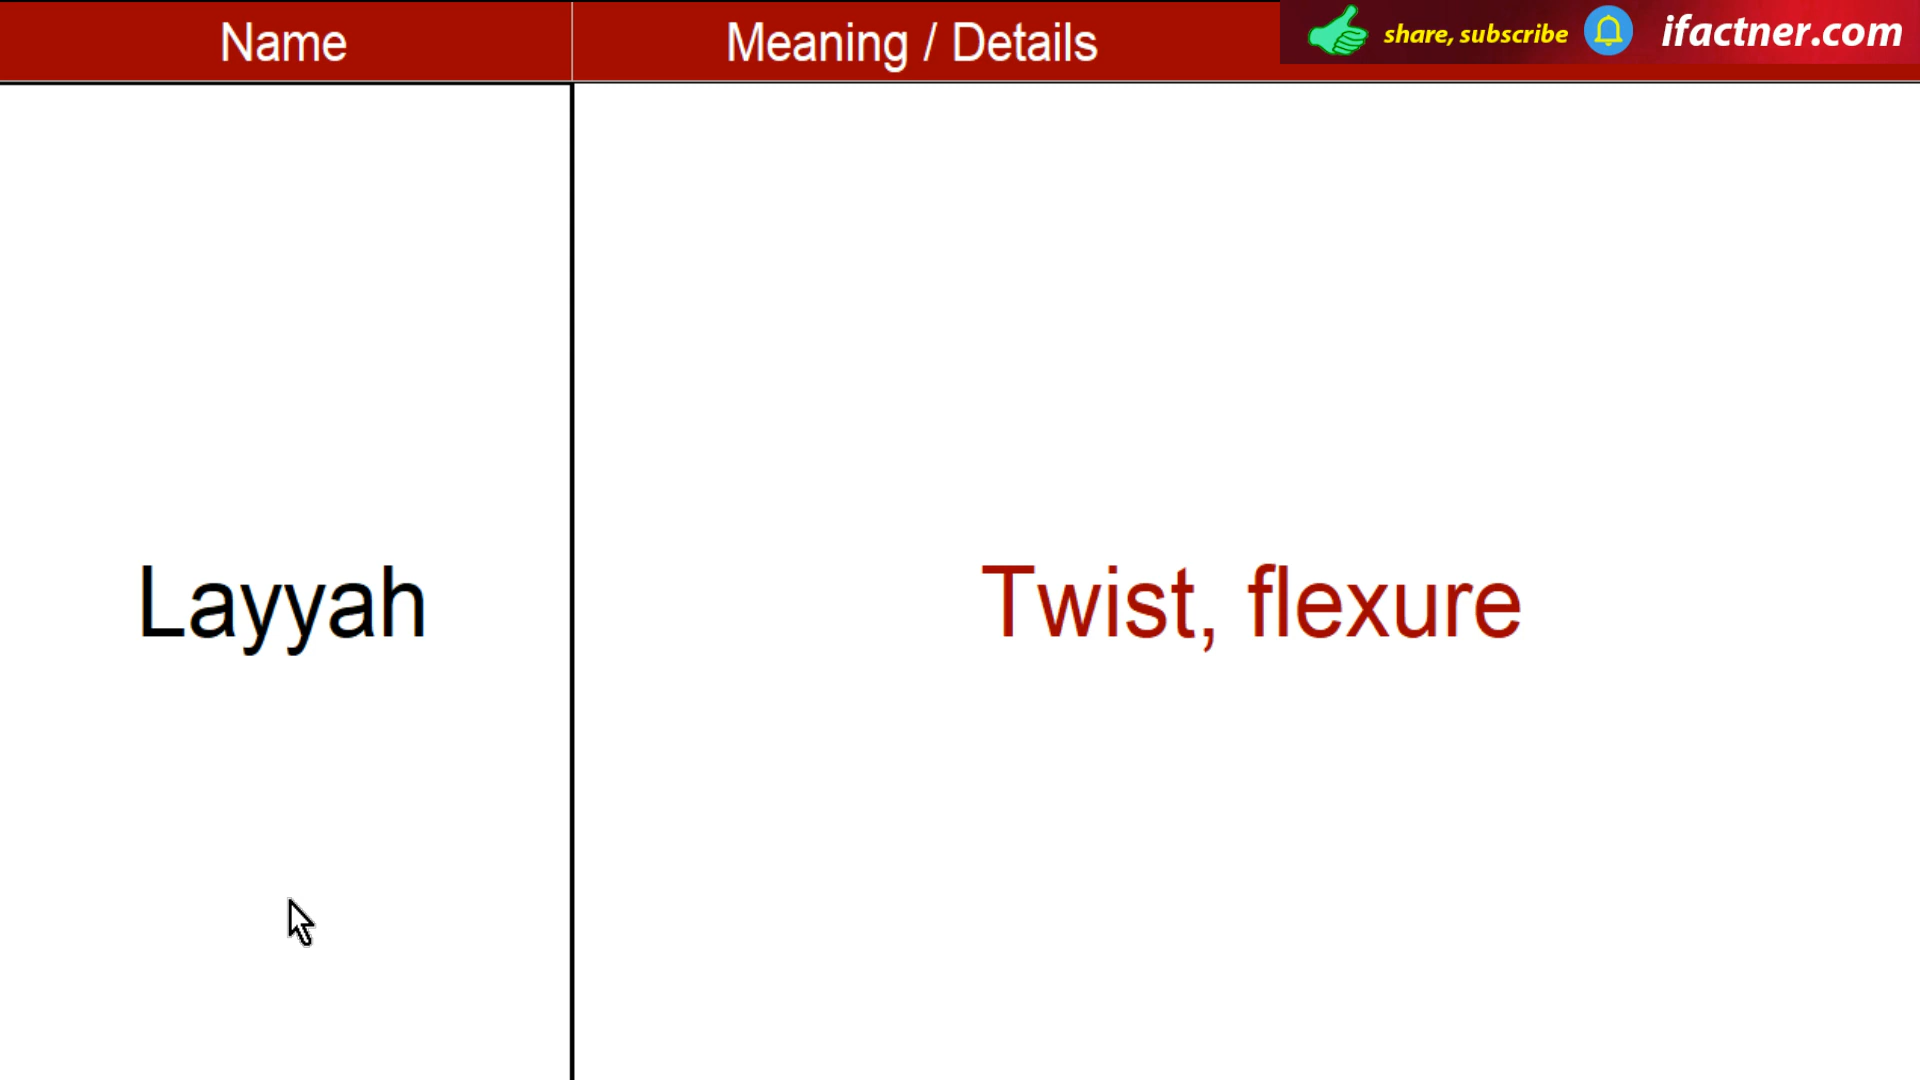 Name
Meaning / Details
share, subscribe
ifactner.com
Layyah
Twist, flexure